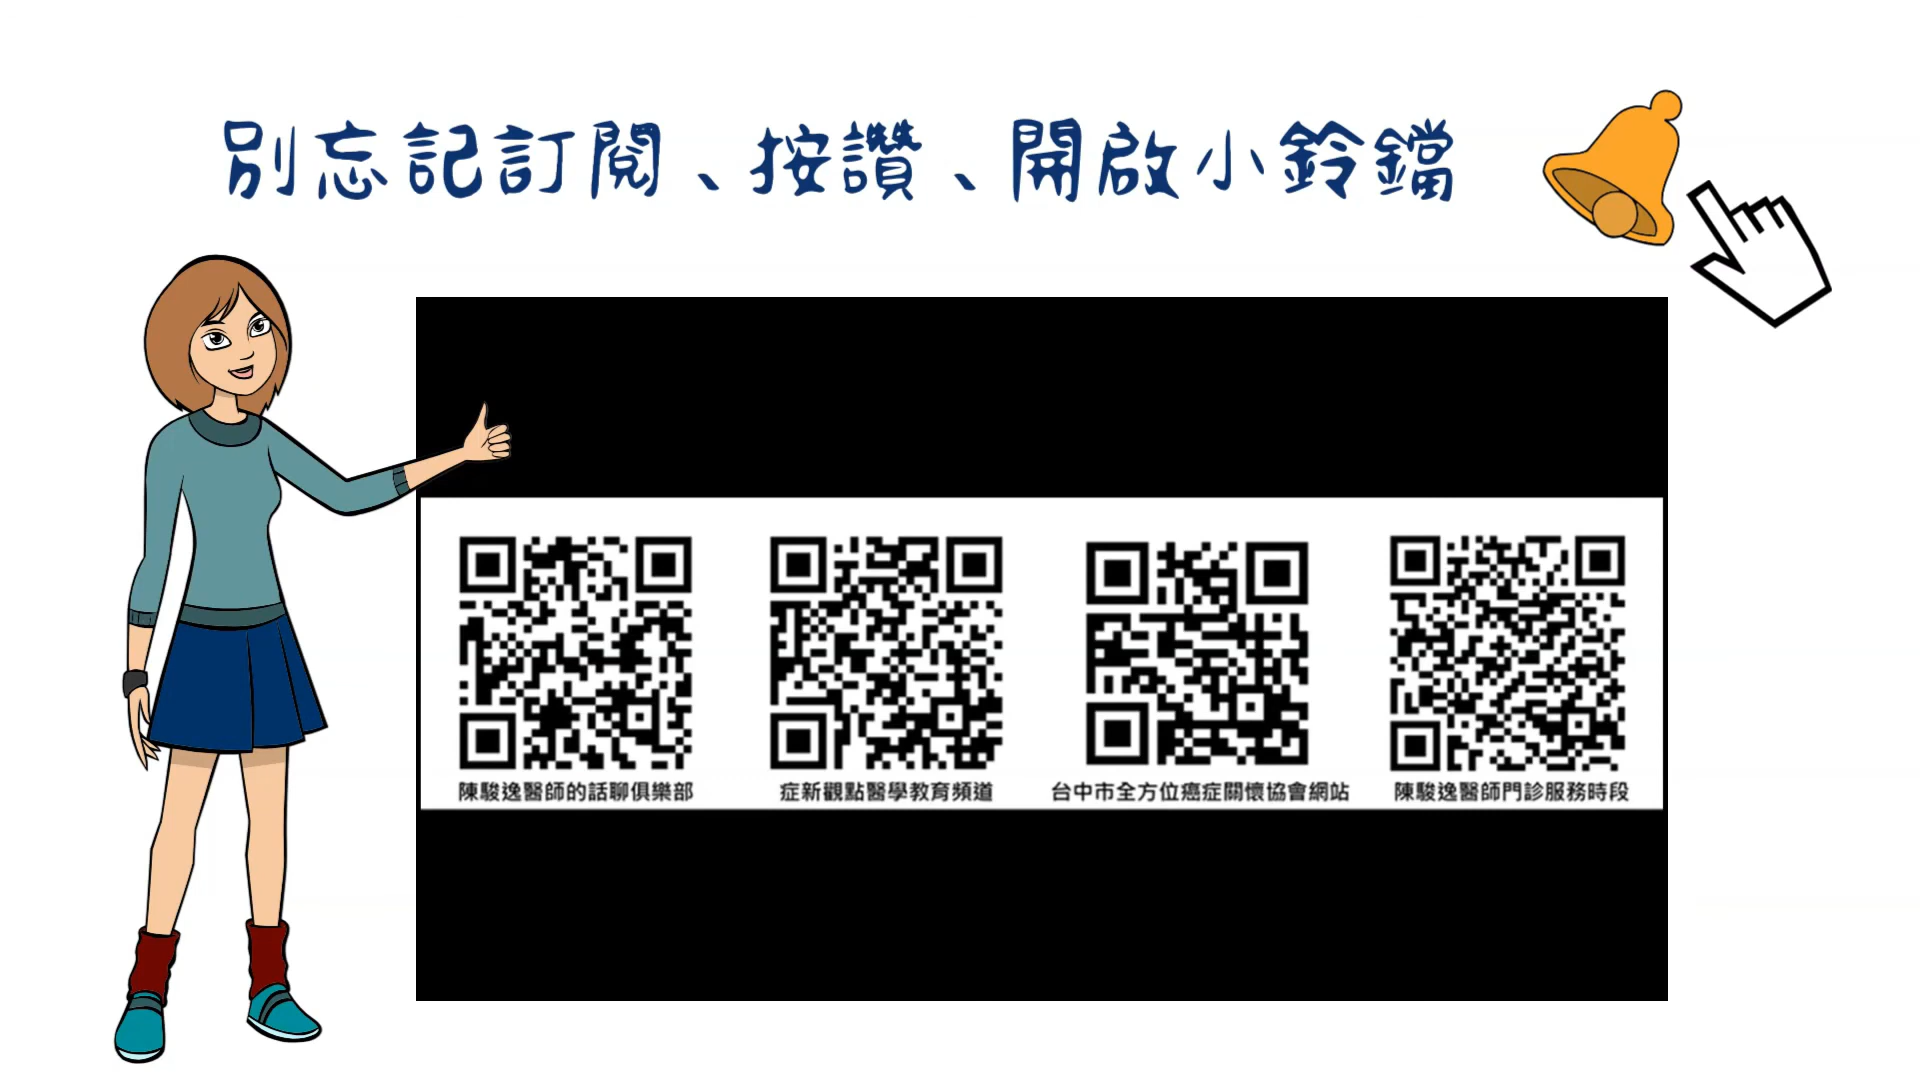 別忘記訂閱、按讚、開啟小鈴鐺
陳駿逸醫師的話聊俱樂部
症新觀點醫學教育頻道
台中市全方位癌症關懷協會網站
陳駿逸醫師門診服務時段